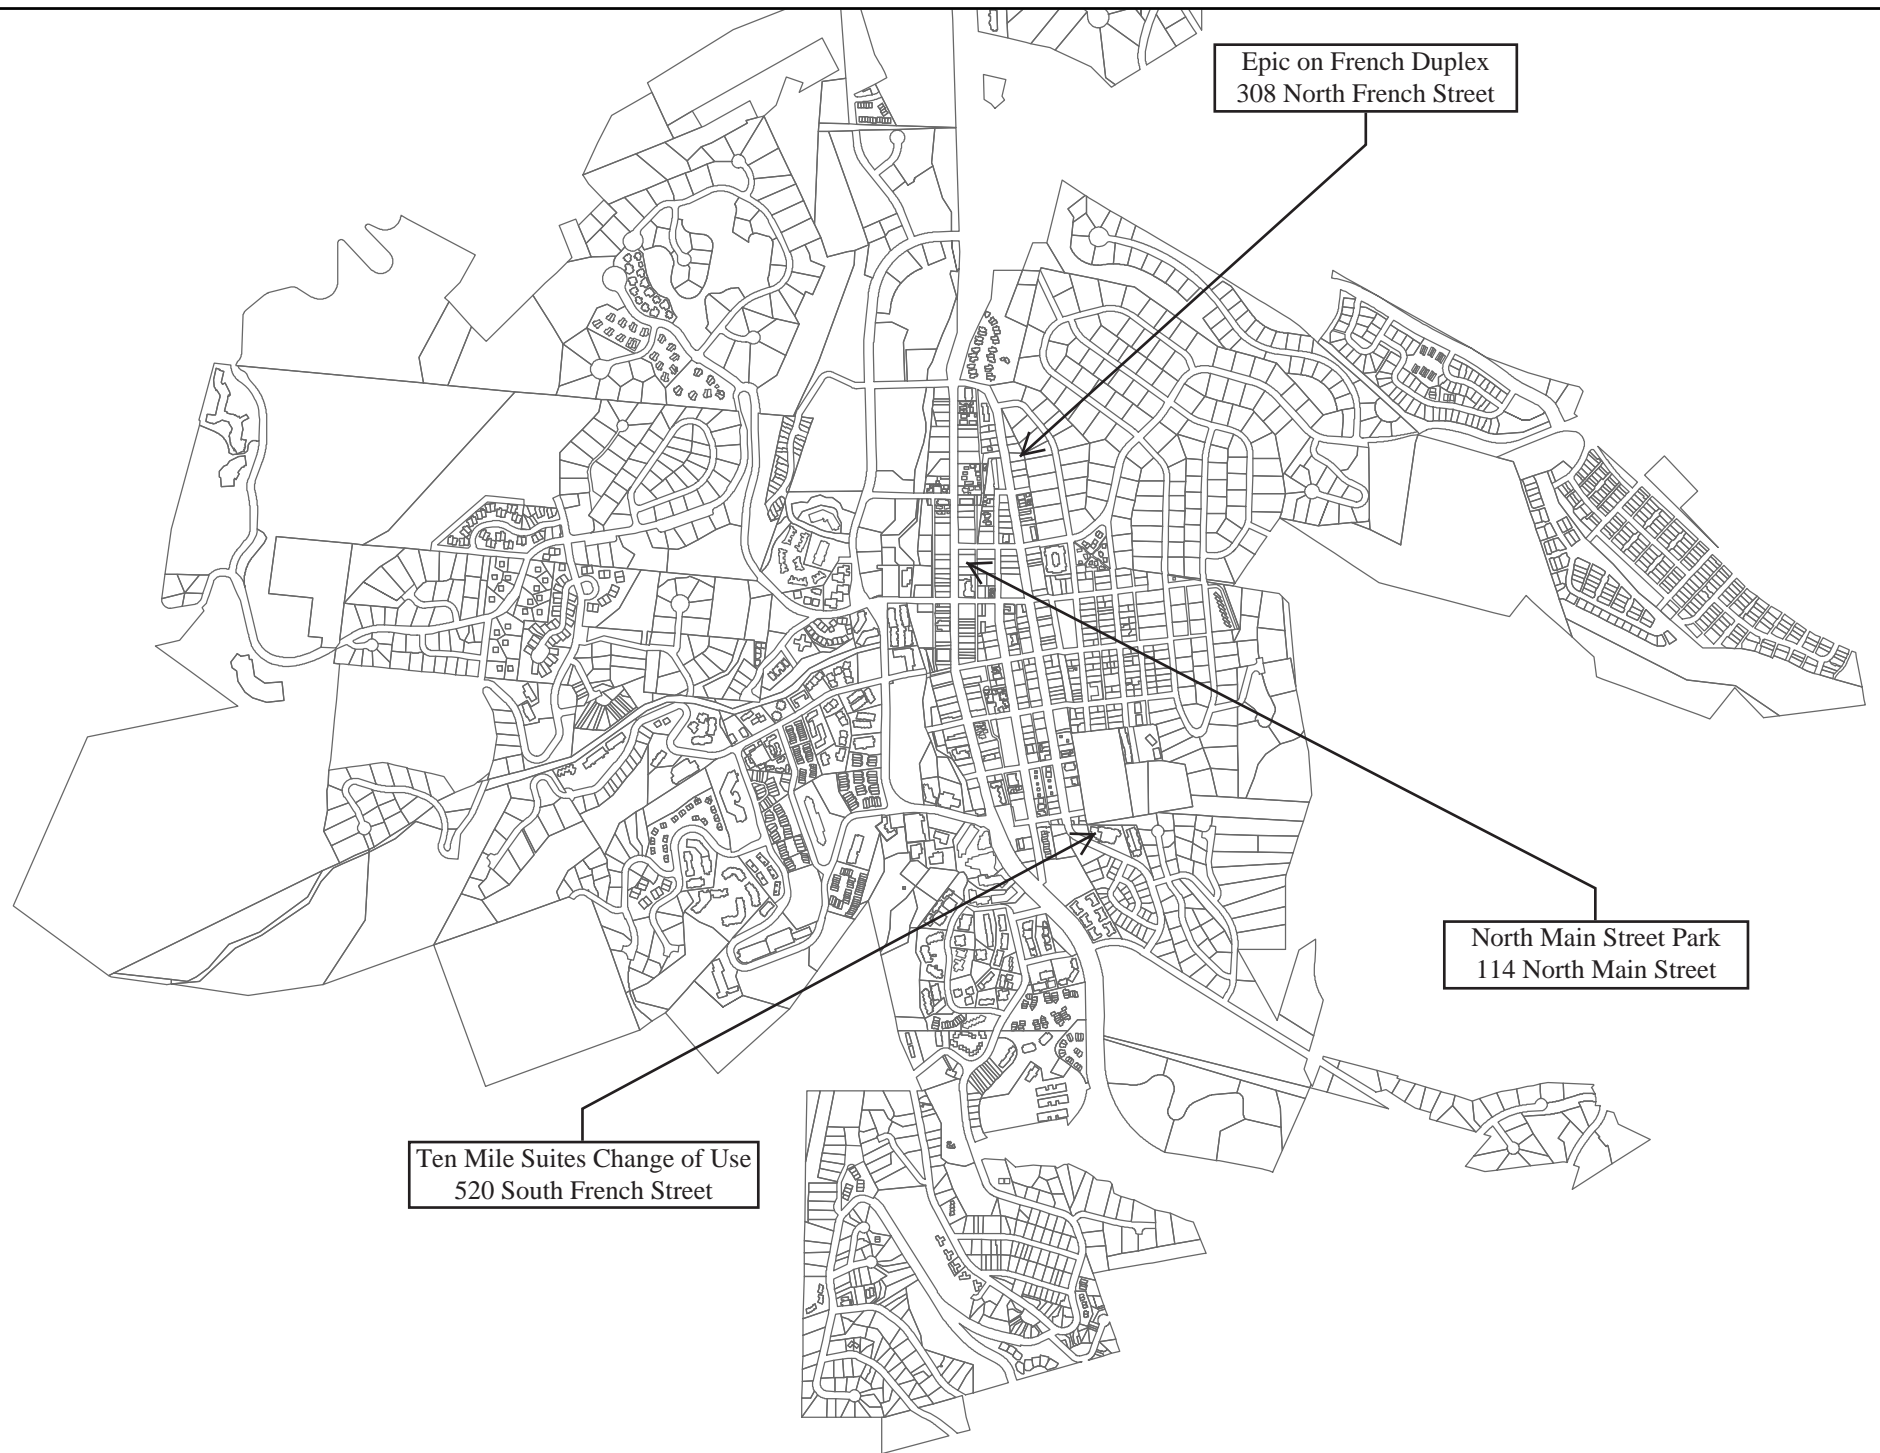 Epic on French Duplex
308 North French Street
North Main Street Park
114 North Main Street
Ten Mile Suites Change of Use
520 South French Street